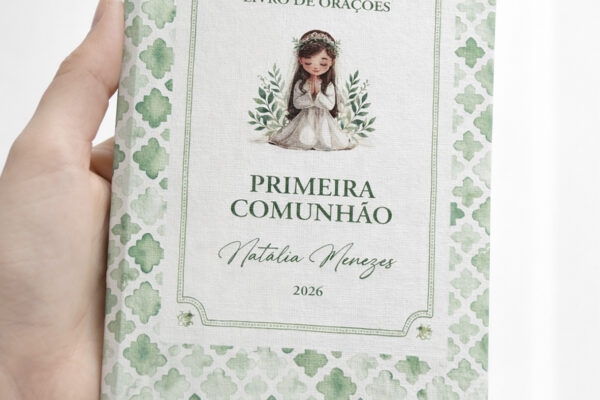 LIVRO DE ORAÇÕES
PRIMEIRA
COMUNHÃO
Natália Menezes
2026